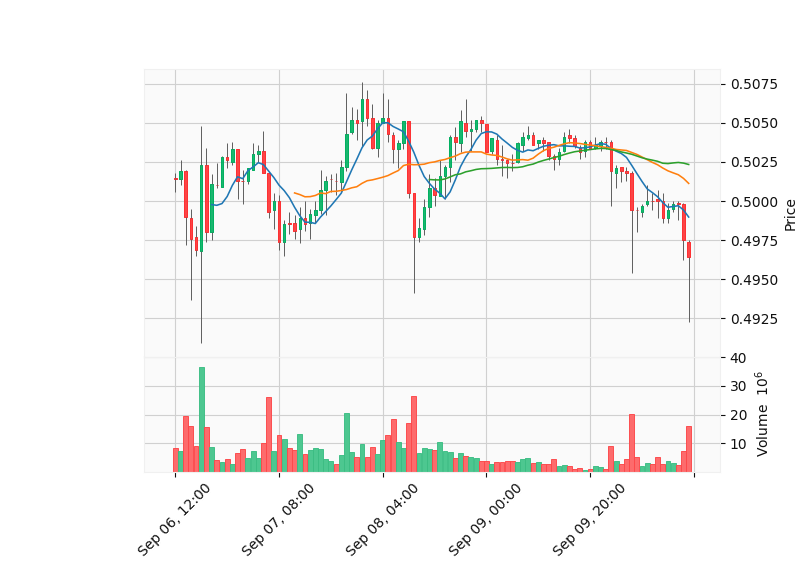 0.5075
0.5050
0.5025
0.5000
0.4975
0.4950
0.4925
Price
40
30
20
10
Volume 10⁶
Sep 06, 12:00
Sep 07, 08:00
Sep 08, 04:00
Sep 09, 00:00
Sep 09, 20:00